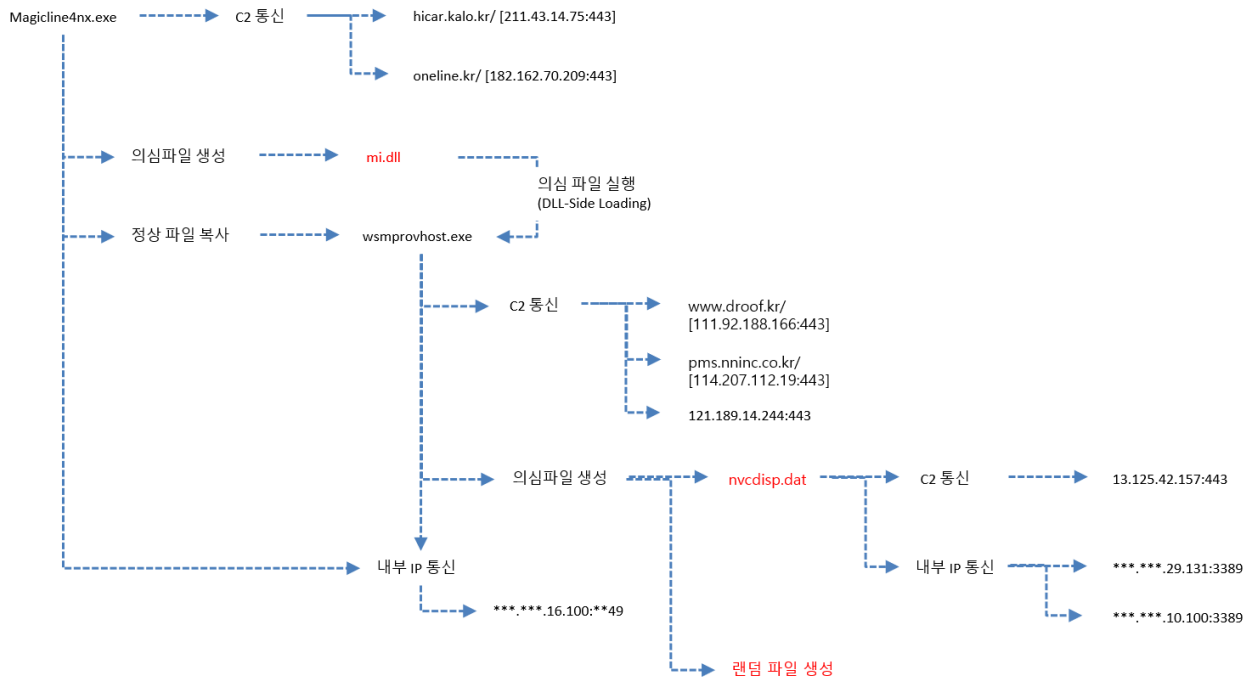 Magicline4nx.exe
C2 통신
hicar.kalo.kr/ [211.43.14.75:443]
oneline.kr/ [182.162.70.209:443]
의심파일 생성
mi.dll
의심 파일 실행
(DLL-Side Loading)
정상 파일 복사
wsmprovhost.exe
C2 통신
www.droof.kr/
[111.92.188.166:443]
pms.nninc.co.kr/
[114.207.112.19:443]
121.189.14.244:443
의심파일 생성
nvcdisp.dat
C2 통신
13.125.42.157:443
내부 IP 통신
내부 IP 통신
***.***.29.131:3389
***.***.16.100:**49
***.***.10.100:3389
랜덤 파일 생성